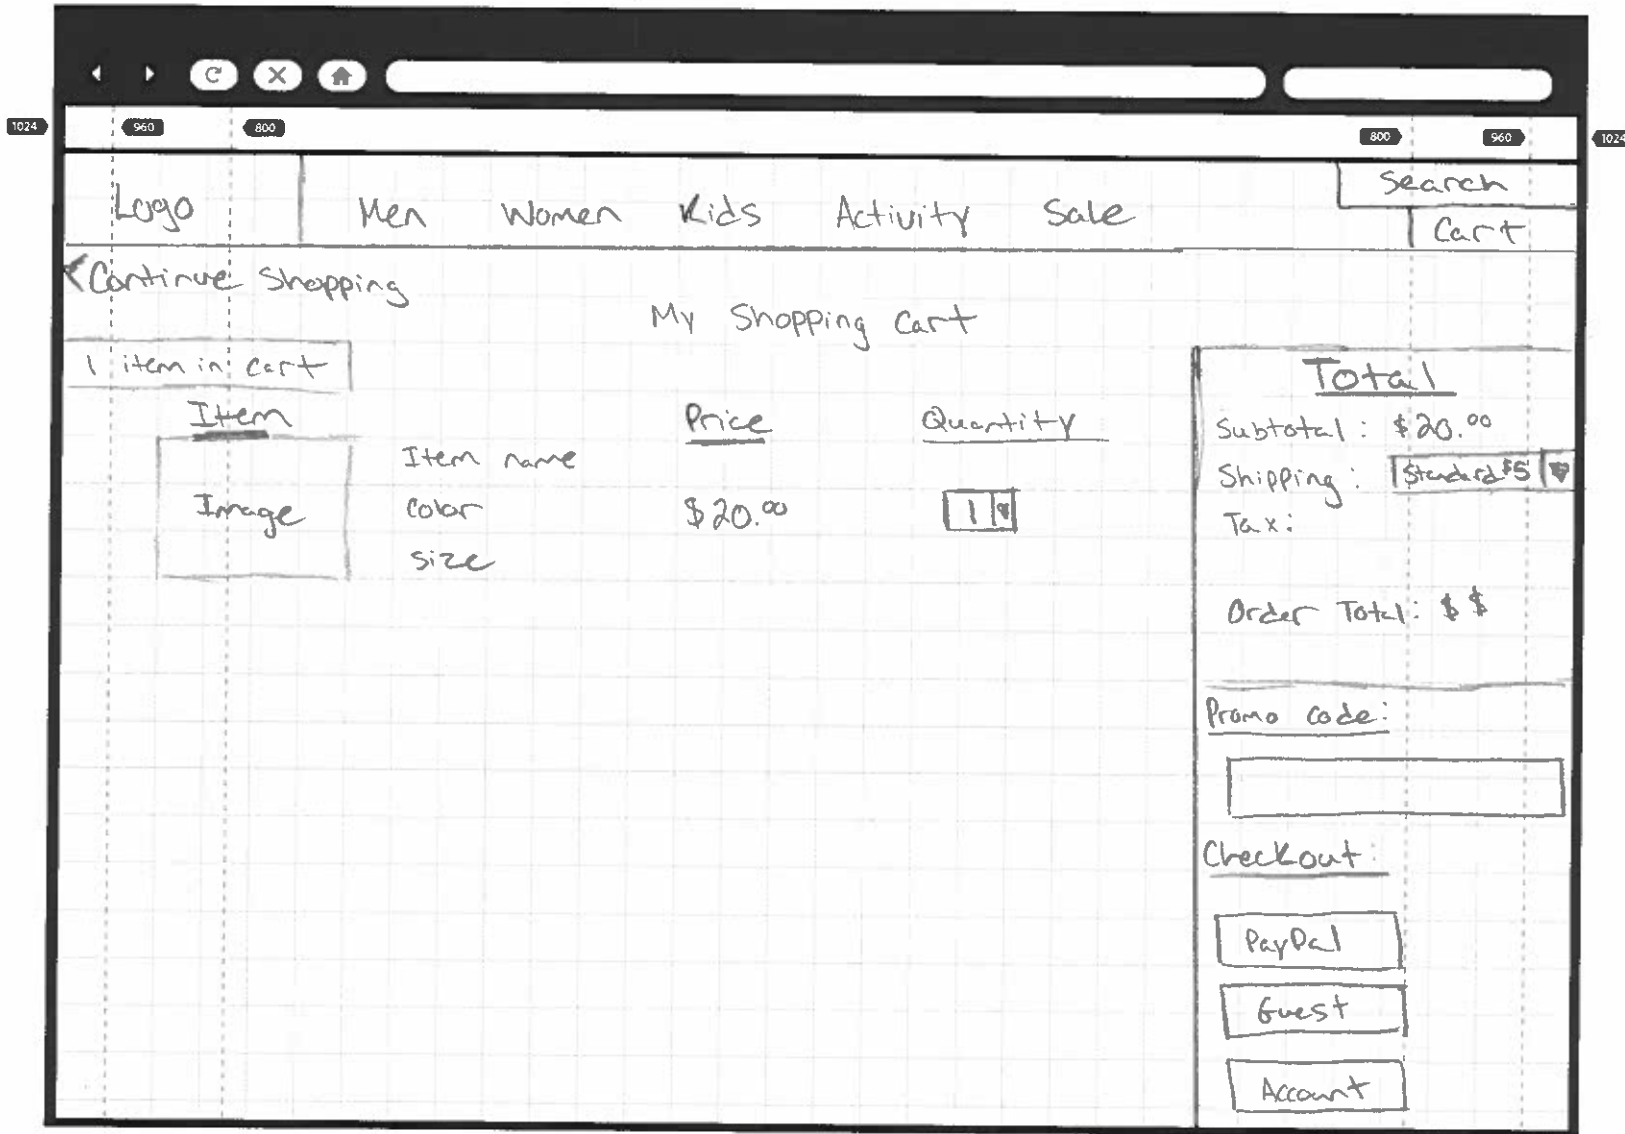 1024 960 800 800 960 1024
Logo Men Women Kids Activity Sale Search
Cart
Continue Shopping
My Shopping Cart
1 item in cart
Item Price Quantity
Image
Item name
Color
size
$20.00
1
Total
Subtotal: $20.00
Shipping: Standard $5
Tax:
Order Total: $ $
Promo code:
Checkout:
PayPal
Guest
Account